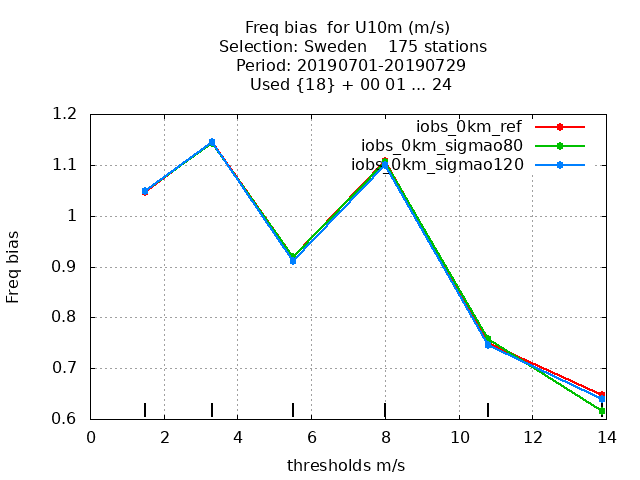 Freq bias  for U10m (m/s)
Selection: Sweden    175 stations
Period: 20190701-20190729
Used {18} + 00 01 ... 24
iobs_0km_ref
iobs_0km_sigmao80
iobs_0km_sigmao120
Freq bias
1.2
1.1
1
0.9
0.8
0.7
0.6
0 2 4 6 8 10 12 14
thresholds m/s